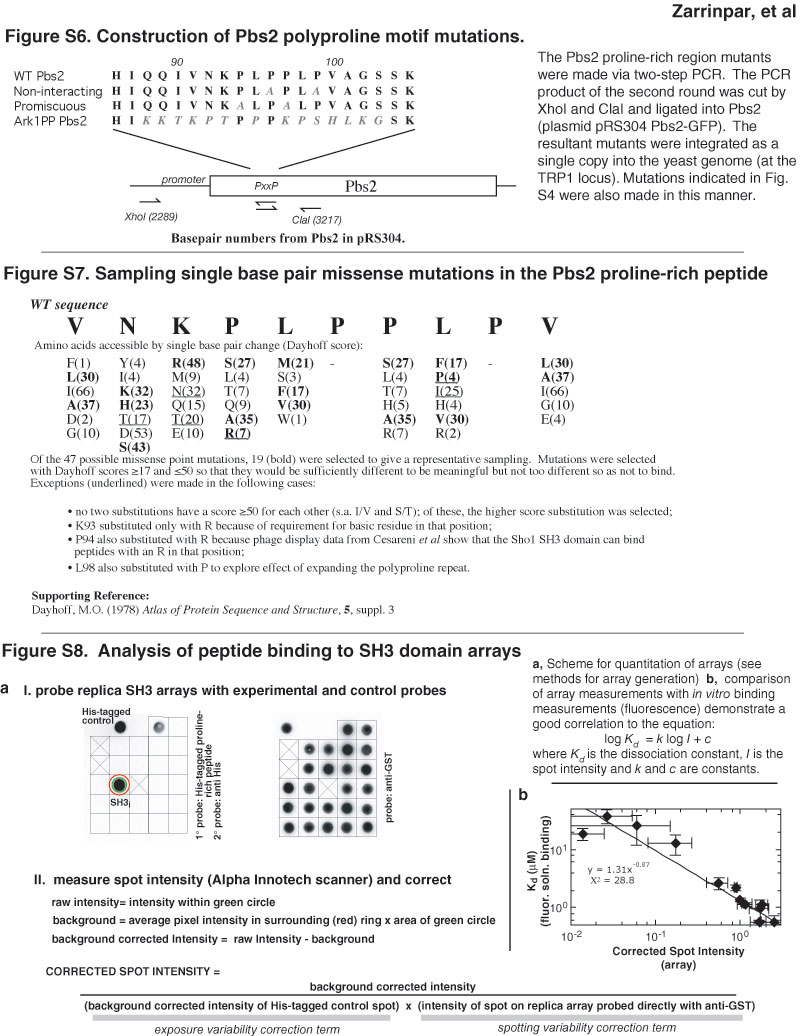 Zarrinpar, et al
Figure S6. Construction of Pbs2 polyproline motif mutations.
90 100
WT Pbs2 H I Q Q I V N K P L P P L P V A G S S K
Non-interacting H I Q Q I V N K P L A P L A V A G S S K
Promiscuous H I Q Q I V N K A L A P L P V A G S S K
Ark1PP Pbs2 H I K K T K P T P P P K P S H L K G S K
promoter PxxP Pbs2
XhoI (2289) ClaI (3217)
Basepair numbers from Pbs2 in pRS304.
The Pbs2 proline-rich region mutants
were made via two-step PCR. The PCR
product of the second round was cut by
XhoI and ClaI and ligated into Pbs2
(plasmid pRS304 Pbs2-GFP). The
resultant mutants were integrated as a
single copy into the yeast genome (at the
TRP1 locus). Mutations indicated in Fig.
S4 were also made in this manner.
Figure S7. Sampling single base pair missense mutations in the Pbs2 proline-rich peptide
WT sequence
V N K P L P P L P V
Amino acids accessible by single base pair change (Dayhoff score):
F(1) Y(4) R(48) S(27) M(21) - S(27) F(17) - L(30)
L(30) I(4) M(9) L(4) S(3) L(4) P(4) A(37)
I(66) K(32) N(32) T(7) F(17) T(7) I(25) I(66)
A(37) H(23) Q(15) Q(9) V(30) H(5) H(4) G(10)
D(2) T(17) T(20) A(35) W(1) A(35) V(30) E(4)
G(10) D(53) E(10) R(7) R(7) R(2)
S(43)
Of the 47 possible missense point mutations, 19 (bold) were selected to give a representative sampling. Mutations were selected
with Dayhoff scores ≥17 and ≤50 so that they would be sufficiently different to be meaningful but not too different so as not to bind.
Exceptions (underlined) were made in the following cases:
• no two substitutions have a score ≥50 for each other (s.a. I/V and S/T); of these, the higher score substitution was selected;
• K93 substituted only with R because of requirement for basic residue in that position;
• P94 also substituted with R because phage display data from Cesareni et al show that the Sho1 SH3 domain can bind
peptides with an R in that position;
• L98 also substituted with P to explore effect of expanding the polyproline repeat.
Supporting Reference:
Dayhoff, M.O. (1978) Atlas of Protein Sequence and Structure, 5, suppl. 3
Figure S8. Analysis of peptide binding to SH3 domain arrays
a I. probe replica SH3 arrays with experimental and control probes
His-tagged
control
SH3i
1° probe: His-tagged proline-
rich peptide
2° probe: anti His
probe: anti-GST
a, Scheme for quantitation of arrays (see
methods for array generation) b, comparison
of array measurements with in vitro binding
measurements (fluorescence) demonstrate a
good correlation to the equation:
log Kd = k log I + c
where Kd is the dissociation constant, I is the
spot intensity and k and c are constants.
b
Kd (μM)
(fluor. soln. binding)
10^1
10^0
y = 1.31x^-0.87
X² = 28.8
10^-2 10^-1 10^0
Corrected Spot Intensity
(array)
II. measure spot intensity (Alpha Innotech scanner) and correct
raw intensity= intensity within green circle
background = average pixel intensity in surrounding (red) ring x area of green circle
background corrected Intensity = raw Intensity - background
CORRECTED SPOT INTENSITY =
background corrected intensity
(background corrected intensity of His-tagged control spot) x (intensity of spot on replica array probed directly with anti-GST)
exposure variability correction term spotting variability correction term